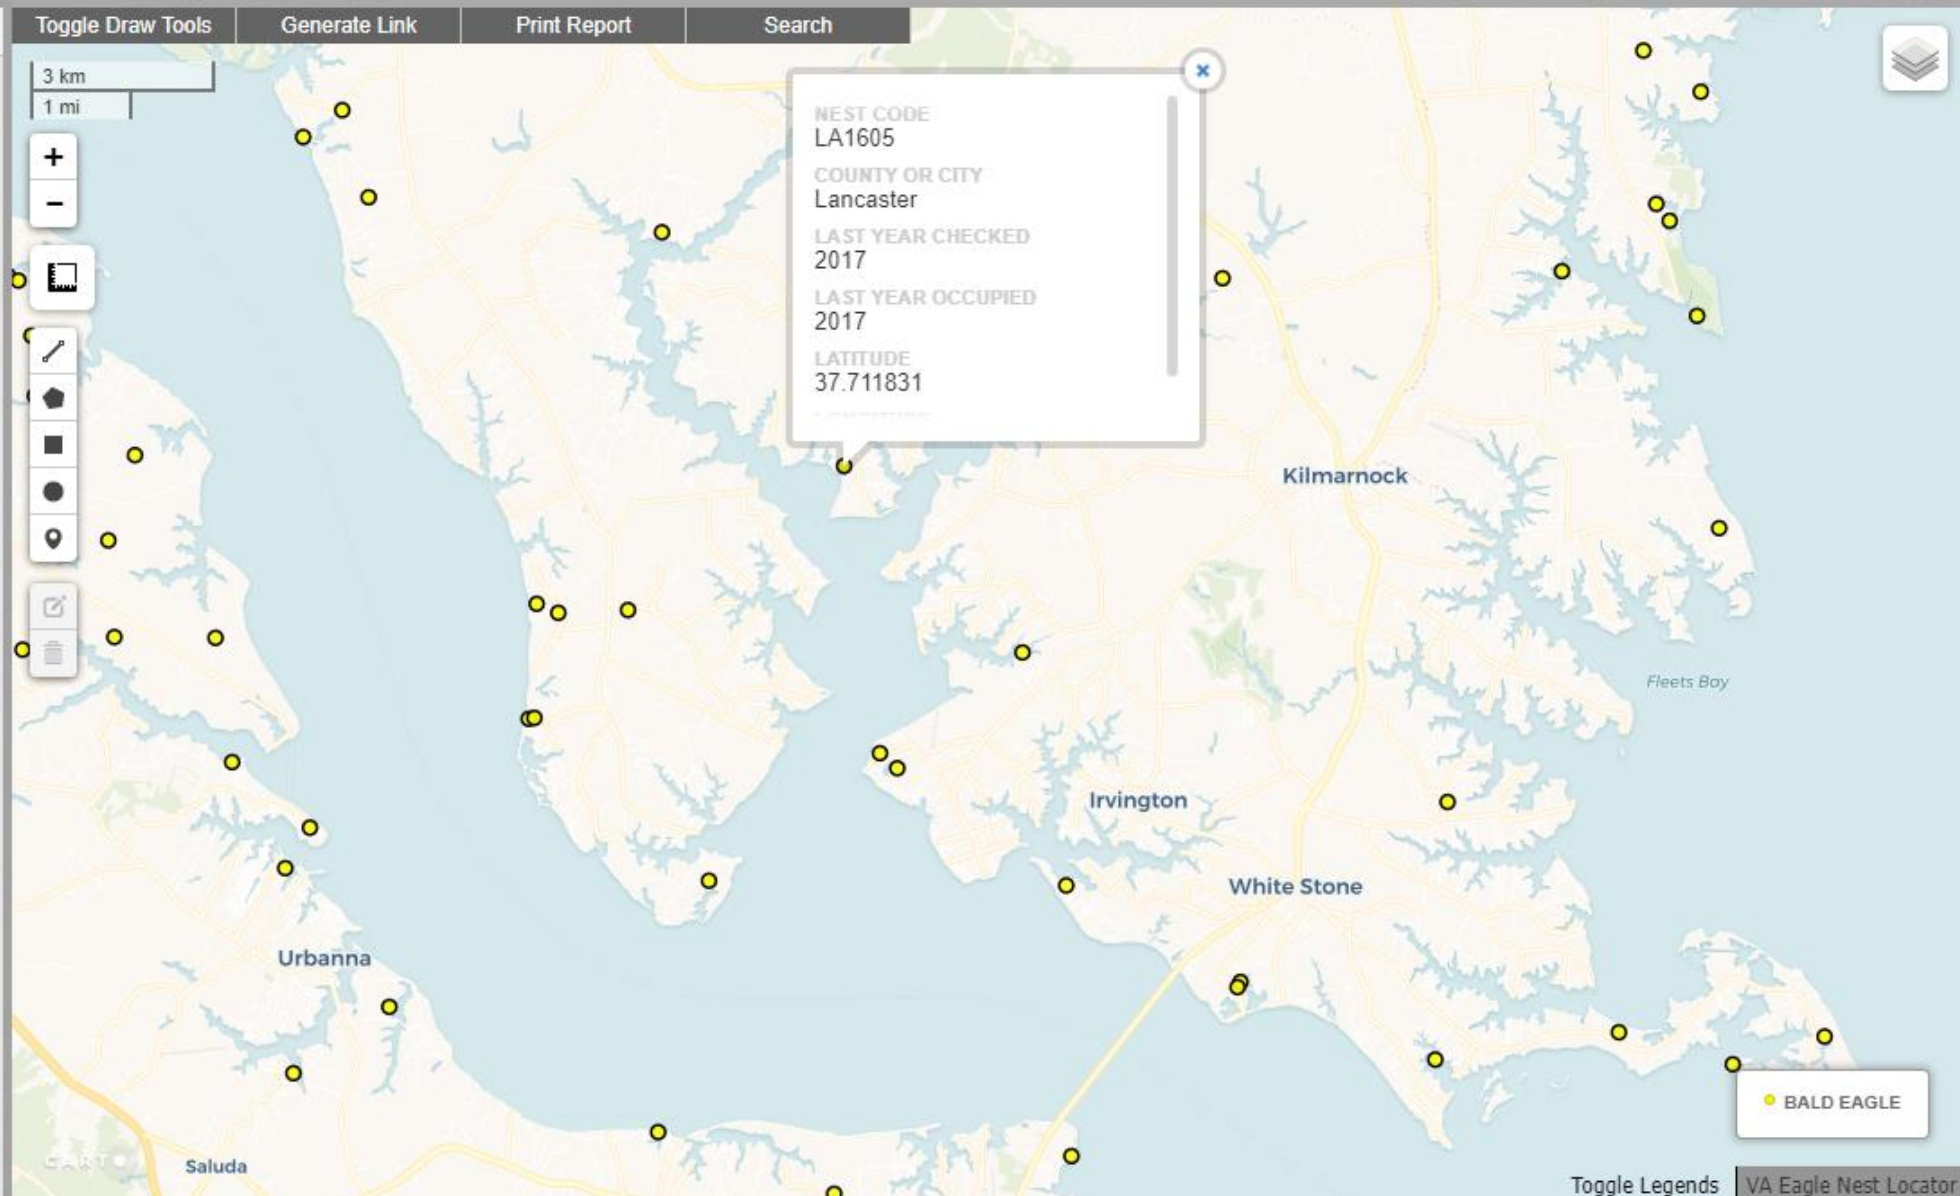 Toggle Draw Tools
Generate Link
Print Report
Search
3 km
1 mi
+
−
NEST CODE
LA1605
COUNTY OR CITY
Lancaster
LAST YEAR CHECKED
2017
LAST YEAR OCCUPIED
2017
LATITUDE
37.711831
Kilmarnock
Fleets Bay
Irvington
White Stone
Urbanna
BALD EAGLE
CARTO
Saluda
Toggle Legends
VA Eagle Nest Locator